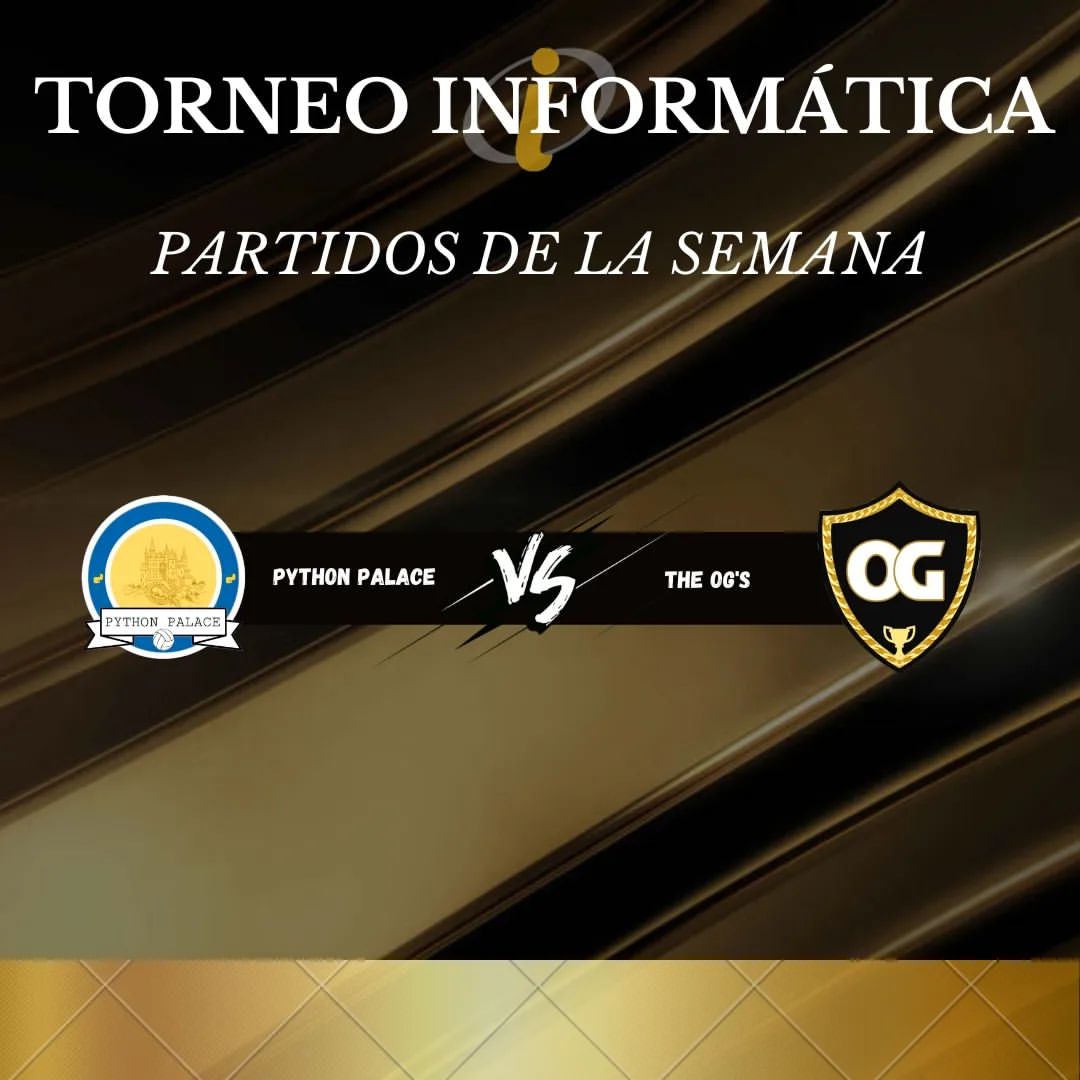 TORNEO INFORMÁTICA
PARTIDOS DE LA SEMANA
PYTHON PALACE
VS
THE OG'S
OG
PYTHON PALACE